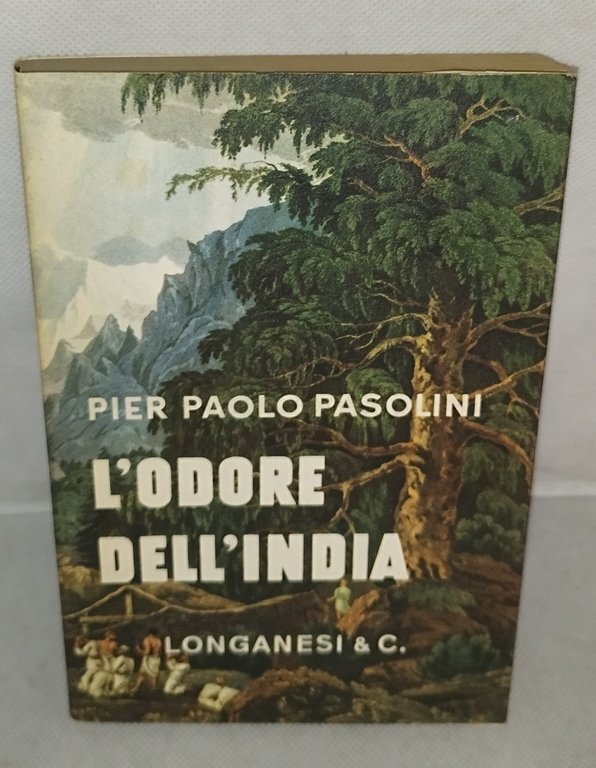 PIER PAOLO PASOLINI
L'ODORE
DELL'INDIA
LONGANESI & C.